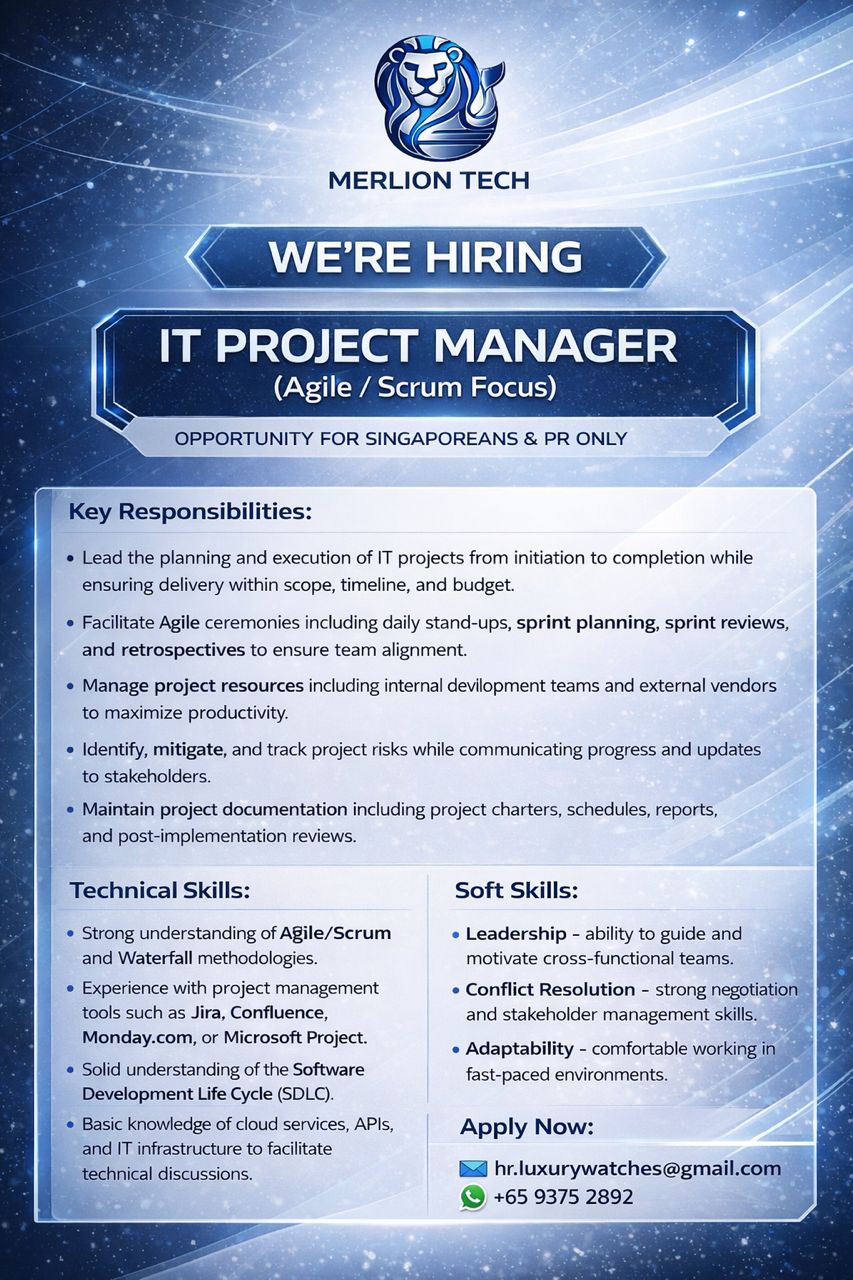 MERLION TECH
WE'RE HIRING
IT PROJECT MANAGER
(Agile / Scrum Focus)
OPPORTUNITY FOR SINGAPOREANS & PR ONLY
Key Responsibilities:
• Lead the planning and execution of IT projects from initiation to completion while
ensuring delivery within scope, timeline, and budget.
• Facilitate Agile ceremonies including daily stand-ups, sprint planning, sprint reviews,
and retrospectives to ensure team alignment.
• Manage project resources including internal devilopment teams and external vendors
to maximize productivity.
• Identify, mitigate, and track project risks while communicating progress and updates
to stakeholders.
• Maintain project documentation including project charters, schedules, reports,
and post-implementation reviews.
Technical Skills:
• Strong understanding of Agile/Scrum
and Waterfall methodologies.
• Experience with project management
tools such as Jira, Confluence,
Monday.com, or Microsoft Project.
• Solid understanding of the Software
Development Life Cycle (SDLC).
• Basic knowledge of cloud services, APIs,
and IT infrastructure to facilitate
technical discussions.
Soft Skills:
• Leadership - ability to guide and
motivate cross-functional teams.
• Conflict Resolution - strong negotiation
and stakeholder management skills.
• Adaptability - comfortable working in
fast-paced environments.
Apply Now:
hr.luxurywatches@gmail.com
+65 9375 2892